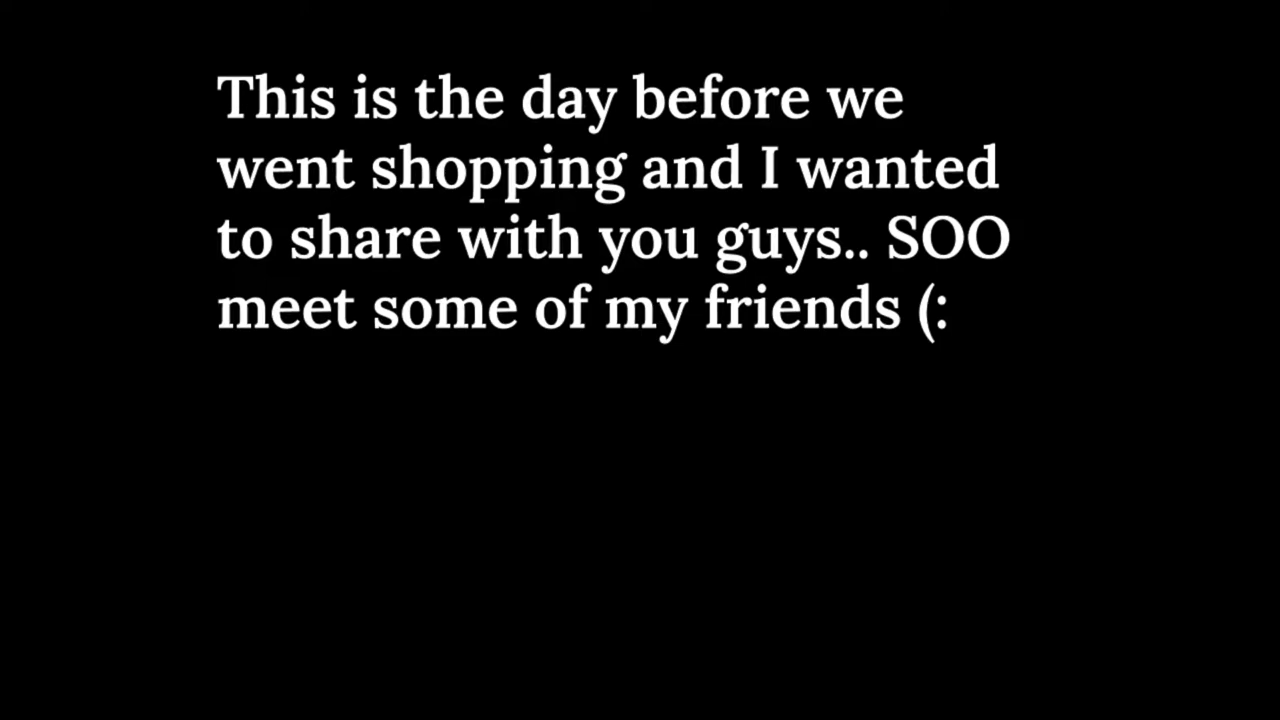 This is the day before we
went shopping and I wanted
to share with you guys.. SOO
meet some of my friends (: